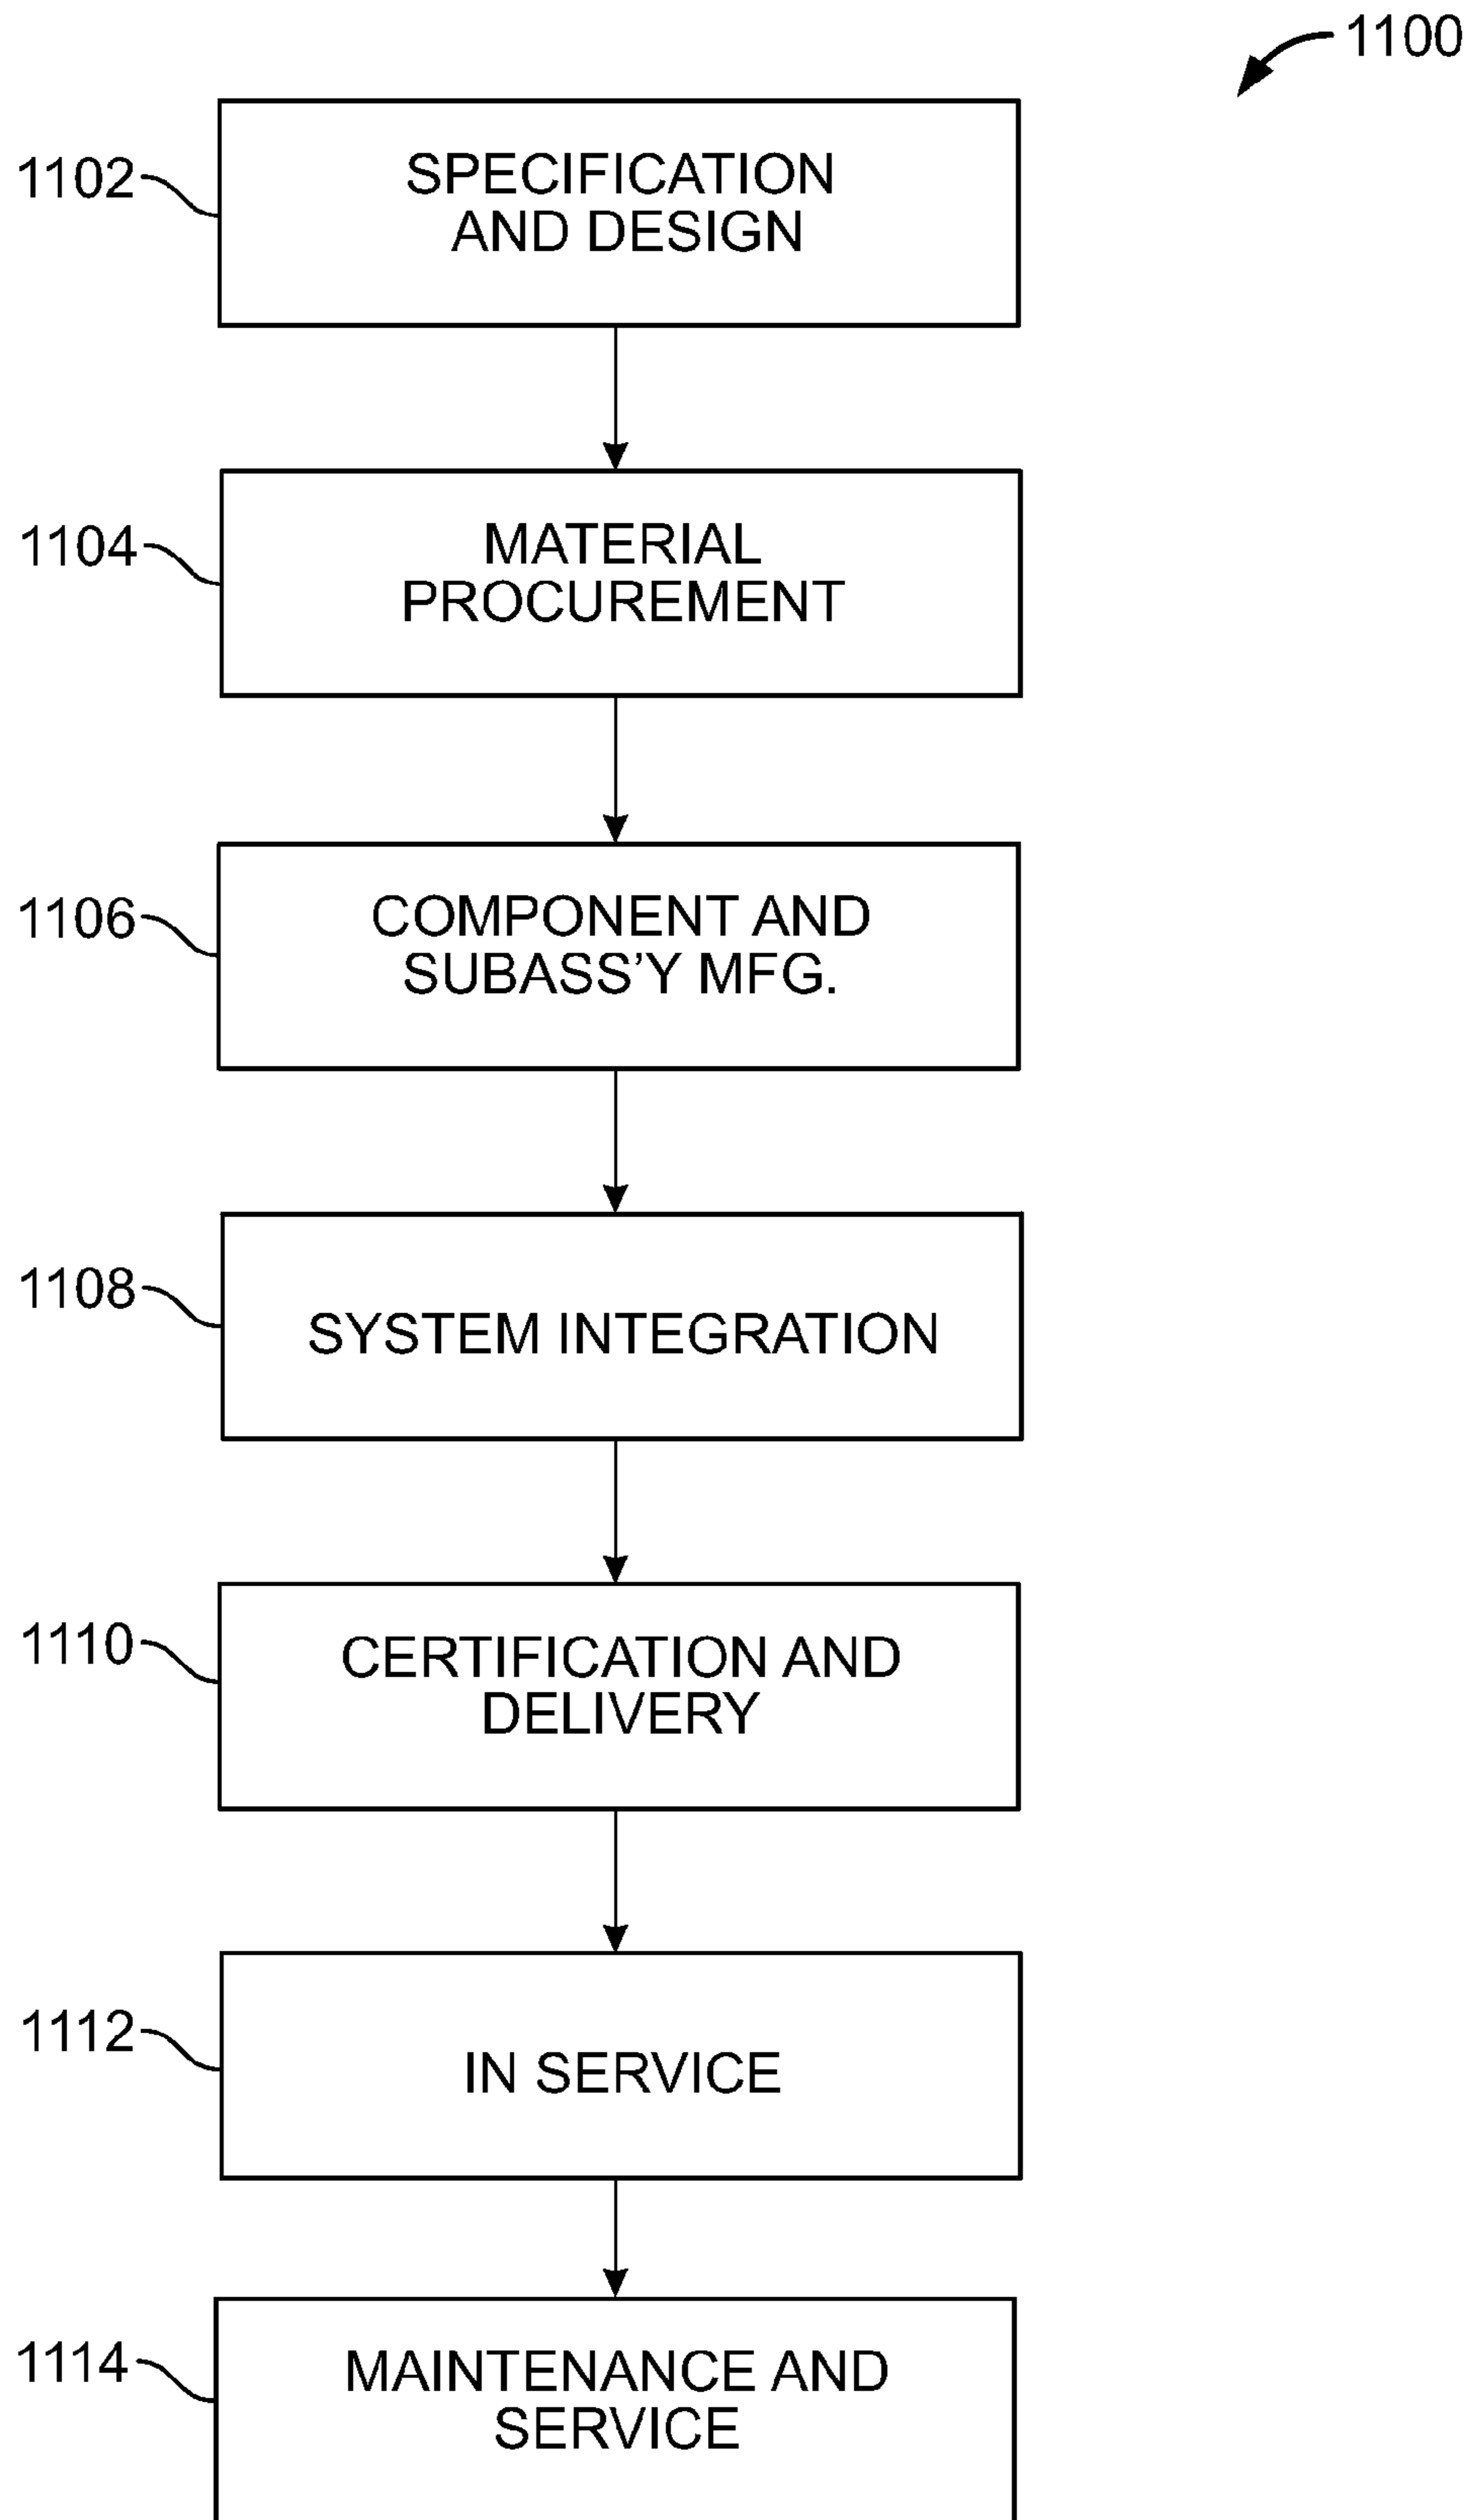 1100
1102
SPECIFICATION
AND DESIGN
1104
MATERIAL
PROCUREMENT
1106
COMPONENT AND
SUBASS’Y MFG.
1108
SYSTEM INTEGRATION
1110
CERTIFICATION AND
DELIVERY
1112
IN SERVICE
1114
MAINTENANCE AND
SERVICE